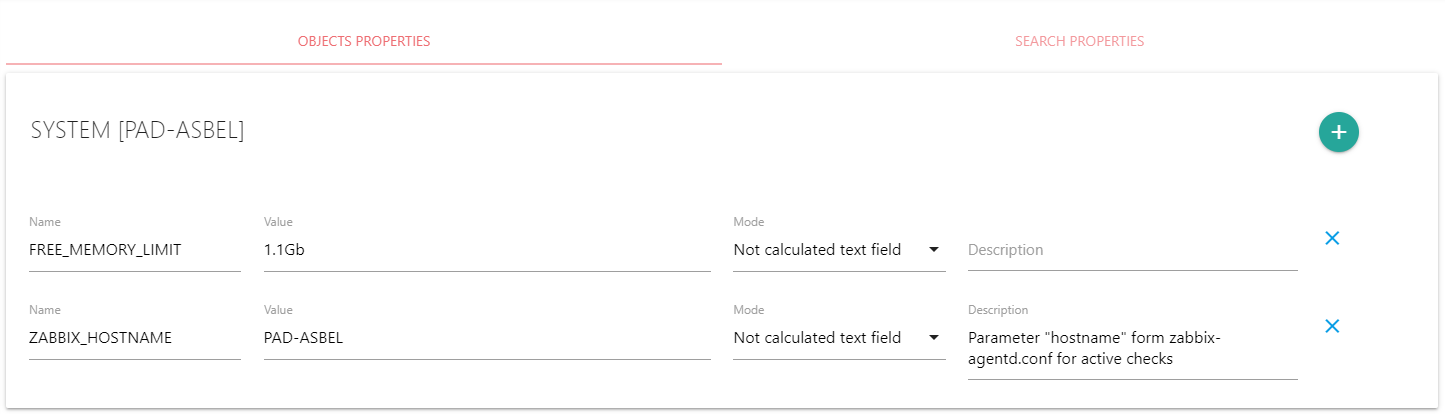 OBJECTS PROPERTIES SEARCH PROPERTIES
SYSTEM [PAD-ASBEL]
Name Value Mode
FREE_MEMORY_LIMIT 1.1Gb Not calculated text field Description
Name Value Mode Description
ZABBIX_HOSTNAME PAD-ASBEL Not calculated text field Parameter "hostname" form zabbix-
agentd.conf for active checks